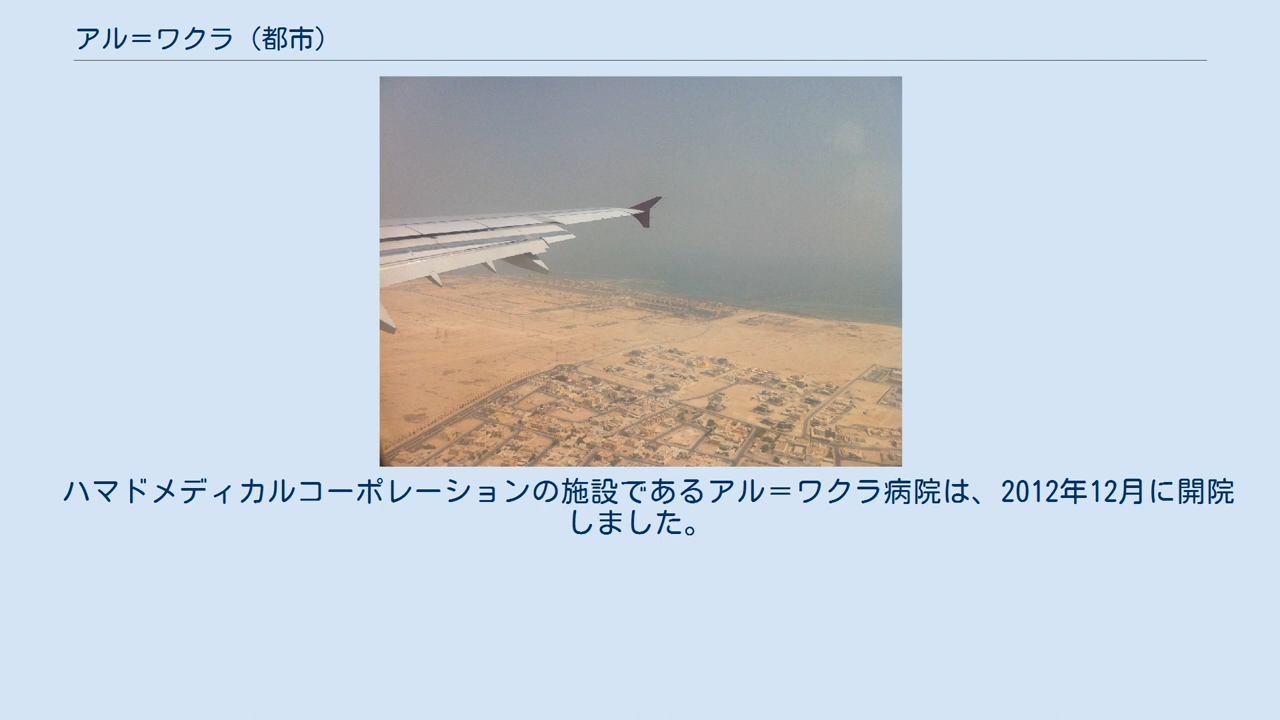 アル＝ワクラ（都市）
ハマドメディカルコーポレーションの施設であるアル＝ワクラ病院は、2012年12月に開院
しました。